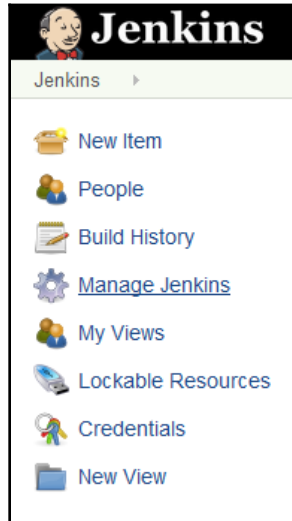 Jenkins
Jenkins
New Item
People
Build History
Manage Jenkins
My Views
Lockable Resources
Credentials
New View